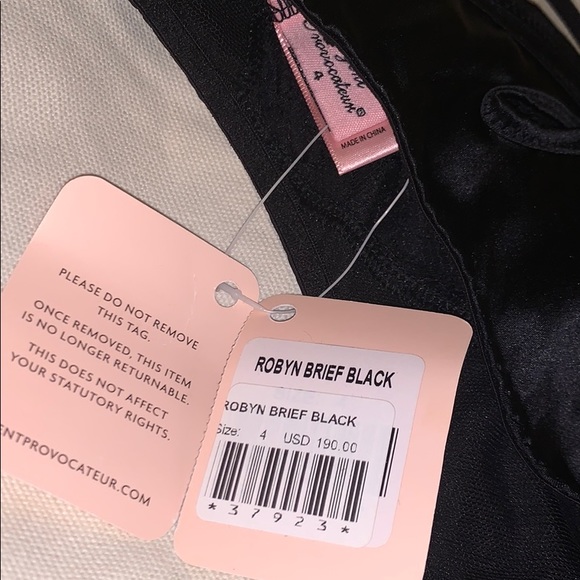 Provocateur®
4
MADE IN CHINA
PLEASE DO NOT REMOVE
THIS TAG.
ONCE REMOVED, THIS ITEM
IS NO LONGER RETURNABLE.
THIS DOES NOT AFFECT
YOUR STATUTORY RIGHTS.
ENTPROVOCATEUR.COM
ROBYN BRIEF BLACK
ROBYN BRIEF BLACK
Size: 4 USD 190.00
*37923*